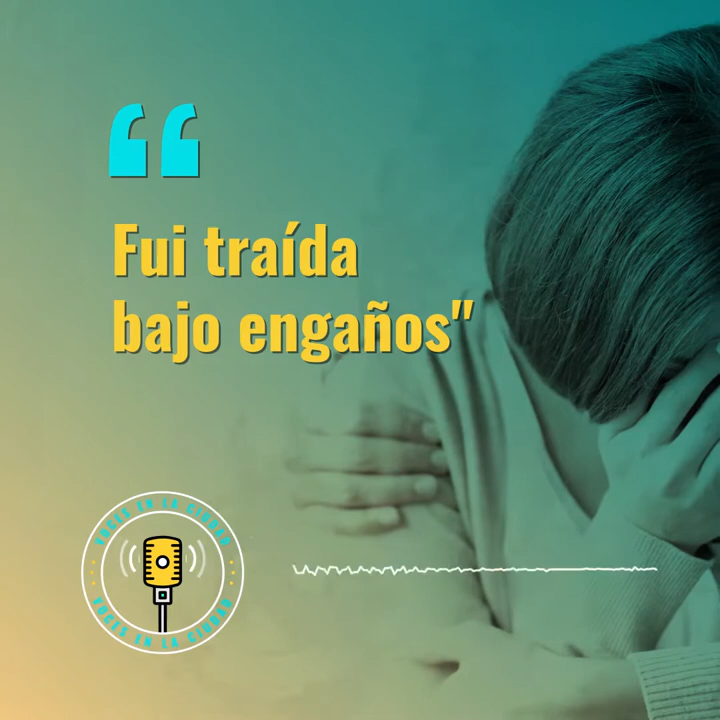 “
Fui traída
bajo engaños"
VOCES EN LA CIUDAD
VOCES EN LA CIUDAD